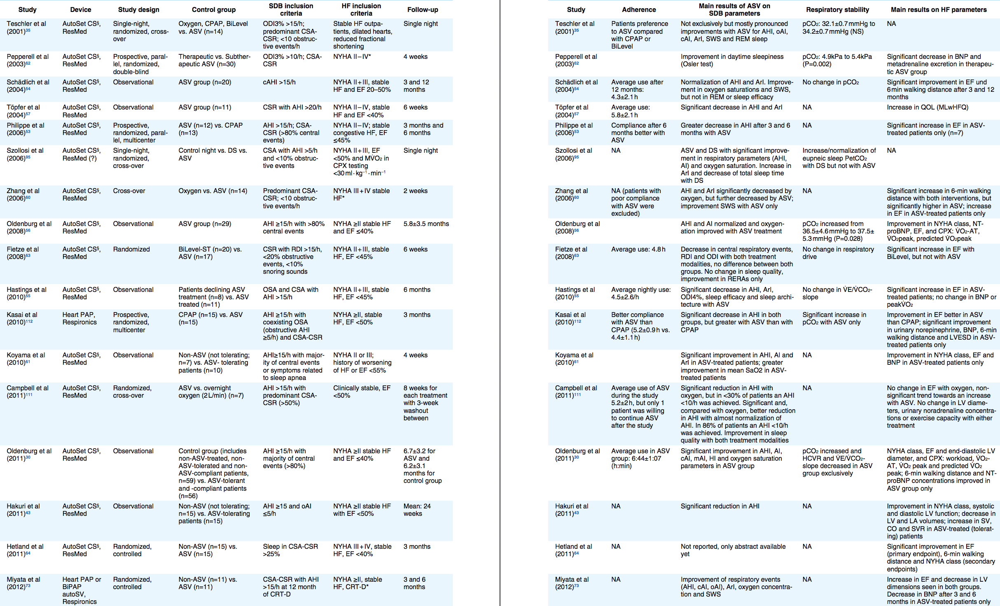 Study Device Study design Control group SDB inclusion criteria HF inclusion criteria Follow-up
Teschler et al (2001)35 AutoSet CS§, ResMed Single-night, randomized, cross-over Oxygen, CPAP, BiLevel vs. ASV (n=14) ODI3% >15/h; predominant CSA-CSR; <10 obstructive events/h Stable HF outpatients, dilated hearts, reduced fractional shortening Single night
Pepperell et al (2003)62 AutoSet CS§, ResMed Prospective, parallel, randomized, double-blind Therapeutic vs. Subtherapeutic ASV (n=30) ODI3% >10/h; CSA-CSR NYHA II–IV* 4 weeks
Schädlich et al (2004)54 AutoSet CS§, ResMed Observational ASV group (n=20) cAHI >15/h NYHA II+III, stable HF and EF 20–50% 3 and 12 months
Töpfer et al (2004)57 AutoSet CS§, ResMed Observational ASV group (n=11) CSR with AHI >20/h NYHA II–IV, stable HF and EF <40% 6 weeks
Philippe et al (2006)53 AutoSet CS§, ResMed Prospective, randomized, parallel, multicenter ASV (n=12) vs. CPAP (n=13) AHI >15/h; CSA-CSR (>80% central events) NYHA II–IV; stable congestive HF, EF ≤45% 3 months and 6 months
Szollosi et al (2006)95 AutoSet CS§, ResMed (?) Single-night, randomized, cross-over Control night vs. DS vs. ASV CSA with AHI >5/h and <10% obstructive events NYHA II+III, EF <50% and MV̇O2 in CPX testing <30 ml·kg–1·min–1 Single night
Zhang et al (2006)60 AutoSet CS§, ResMed Cross-over Oxygen vs. ASV (n=14) Predominant CSA-CSR; <10 obstructive events/h NYHA III+IV stable HF* 2 weeks
Oldenburg et al (2008)56 AutoSet CS§, ResMed Observational ASV group (n=29) AHI ≥15/h with >80% central events NYHA ≥II stable HF and EF ≤40% 5.8±3.5 months
Fietze et al (2008)63 AutoSet CS§, ResMed Randomized BiLevel-ST (n=20) vs. ASV (n=17) CSR with RDI >15/h, <20% obstructive events, <10% snoring sounds NYHA II+III, stable HF, EF <45% 6 weeks
Hastings et al (2010)55 AutoSet CS§, ResMed Observational Patients declining ASV treatment (n=8) vs. ASV treated (n=11) OSA and CSA with AHI >15/h NYHA II+III, stable HF, EF <45% 6 months
Kasai et al (2010)112 Heart PAP, Respironics Prospective, randomized, multicenter CPAP (n=15) vs. ASV (n=15) AHI ≥15/h with coexisting OSA (obstructive AHI ≥5/h) and CSA-CSR NYHA ≥II, stable HF, EF <50% 3 months
Koyama et al (2010)61 AutoSet CS§, ResMed Observational Non-ASV (not tolerating; n=7) vs. ASV- tolerating patients (n=10) AHI≥15/h with majority of central events or symptoms related to sleep apnea NYHA II or III; history of worsening of HF or EF <55% 4 weeks
Campbell et al (2011)111 AutoSet CS§, ResMed Randomized, cross-over ASV vs. overnight oxygen (2 L/min) (n=7) AHI >15/h with predominant CSA-CSR (>50%) Clinically stable, EF <50% 8 weeks for each treatment with 3-week washout between
Oldenburg et al (2011)30 AutoSet CS§, ResMed Observational Control group (includes non-ASV-treated, non-ASV-tolerated and non-ASV-compliant patients, n=59) vs. ASV-tolerant and -compliant patients (n=56) AHI ≥15/h with majority of central events (>80%) NYHA ≥II stable HF and EF ≤40% 6.7±3.2 for ASV and 6.2±3.1 months for control group
Hakuri et al (2011)43 AutoSet CS§, ResMed Observational Non-ASV (not tolerating; n=15) vs. ASV-tolerating patients (n=15) AHI ≥15 and oAI ≤5/h NYHA ≥II stable HF with EF <50% Mean: 24 weeks
Hetland et al (2011)64 AutoSet CS§, ResMed Randomized, controlled Non-ASV (n=15) vs. ASV (n=15) Sleep in CSA-CSR >25% NYHA III+IV, stable HF, EF <40% 3 months
Miyata et al (2012)73 Heart PAP or BiPAP autoSV, Respironics Randomized, controlled Non-ASV (n=11) vs. ASV (n=11) CSA-CSR with AHI >15/h at 12 month of CRT-D NYHA ≥II, stable HF, CRT-D* 3 and 6 months
Study Adherence Main results of ASV on SDB parameters Respiratory stability Main results on HF parameters
Teschler et al (2001)35 Patients preference to ASV compared with CPAP or BiLevel Not exclusively but mostly pronounced improvements with ASV for AHI, oAI, cAI, ArI, SWS and REM sleep pCO2: 32.1±0.7 mmHg to 34.2±0.7 mmHg (NS) NA
Pepperell et al (2003)62 Improvement in daytime sleepiness (Osler test) pCO2: 4.9kPa to 5.4kPa (P=0.002) Significant decrease in BNP and metadrenaline excretion in therapeutic ASV group
Schädlich et al (2004)54 Average use after 12 months: 4.3±2.1 h Normalization of AHI and ArI. Improvement in oxygen saturations and SWS, but not in REM or sleep efficacy No change in pCO2 Significant improvement in EF und 6 min walking distance after 3 and 12 months
Töpfer et al (2004)57 Average use: 5.8±2.1 h Significant decrease in AHI and ArI NA Increase in QOL (MLwHFQ)
Philippe et al (2006)53 Compliance after 6 months better with ASV Greater decrease in AHI after 3 and 6 months with ASV NA Significant increase in EF in ASV-treated patients only (n=7)
Szollosi et al (2006)95 NA ASV and DS with significant improvement in respiratory parameters (AHI, AI) and oxygen saturation. Increase in ArI and decrease of total sleep time with DS Increase/normalization of eupneic sleep PetCO2 with DS but not with ASV NA
Zhang et al (2006)60 NA (patients with poor compliance with ASV were excluded) AHI and ArI significantly decreased by oxygen, but further decreased by ASV; improvement SWS with ASV only NA Significant increase in 6-min walking distance with both interventions, but significantly higher in ASV; increase in EF in ASV-treated patients only
Oldenburg et al (2008)56 AHI and AI normalized and oxygenation improved with ASV treatment pCO2 increased from 36.5±4.6 mmHg to 37.5±5.3 mmHg (P=0.028) Improvement in NYHA class, NT-proBNP, EF, and CPX: V̇O2-AT, V̇O2peak, predicted V̇O2peak
Fietze et al (2008)63 Average use: 4.8 h Decrease in central respiratory events, RDI and ODI with both treatment modalities, no difference between both groups. No change in sleep quality, improvement in RERAs only No change in respiratory drive Significant increase in EF with BiLevel, but not with ASV
Hastings et al (2010)55 Average nightly use: 4.5±2.6/h Significant decrease in AHI, ArI, ODI4%, sleep efficacy and sleep architecture with ASV No change in V̇E/V̇CO2-slope Significant increase in EF in ASV-treated patients; no change in BNP or peakV̇O2
Kasai et al (2010)112 Better compliance with ASV than CPAP (5.2±0.9 h vs. 4.4±1.1 h) Significant decrease in AHI in both groups, but greater with ASV than with CPAP Significant increase in pCO2 with ASV only Improvement in EF better in ASV than CPAP; significant improvement in urinary norepinephrine, BNP, 6-min walking distance and LVESD in ASV-treated patients only
Koyama et al (2010)61 Significant improvement in AHI, AI and ArI in ASV-treated patients; greater improvement in mean SaO2 in ASV-treated patients NA Improvement in NYHA class, EF and BNP in ASV-treated patients only
Campbell et al (2011)111 Average use of ASV during the study 5.2±2 h, but only 1 patient was willing to continue ASV after the study Significant reduction in AHI with oxygen, but in <30% of patients an AHI <10/h was achieved. Significant and, compared with oxygen, better reduction in AHI with almost normalization of AHI. In 86% of patients an AHI <10/h was achieved. Improvement in sleep quality with both treatment modalities NA No change in EF with oxygen, non-significant trend towards an increase with ASV. No change in LV diameters, urinary noradrenaline concentrations or exercise capacity with either treatment
Oldenburg et al (2011)30 Average use in ASV group: 6:44±1:07 (h:min) Significant improvement in AHI, AI, cAI, mAI, HI and oxygen saturation parameters in ASV group pCO2 increased and HCVR and V̇E/V̇CO2-slope decreased in ASV group exclusively NYHA class, EF and end-diastolic LV diameter, and CPX: workload, V̇O2-AT, V̇O2 peak and predicted V̇O2 peak; 6-min walking distance and NT-proBNP concentrations improved in ASV group only
Hakuri et al (2011)43 NA Significant reduction in AHI NA Improvement in NYHA class, systolic and diastolic LV function; decrease in LV and LA volumes; increase in SV, CO and SVR in ASV-treated (tolerating) patients
Hetland et al (2011)64 NA Not reported, only abstract available yet NA Significant improvement in EF (primary endpoint), 6-min walking distance and NYHA class (secondary endpoints)
Miyata et al (2012)73 NA Improvement of respiratory events (AHI, cAI, oAI), ArI, oxygen concentration and SWS NA Increase in EF and decrease in LV dimensions seen in both groups. Decrease in BNP after 3 and 6 months in ASV-treated patients only